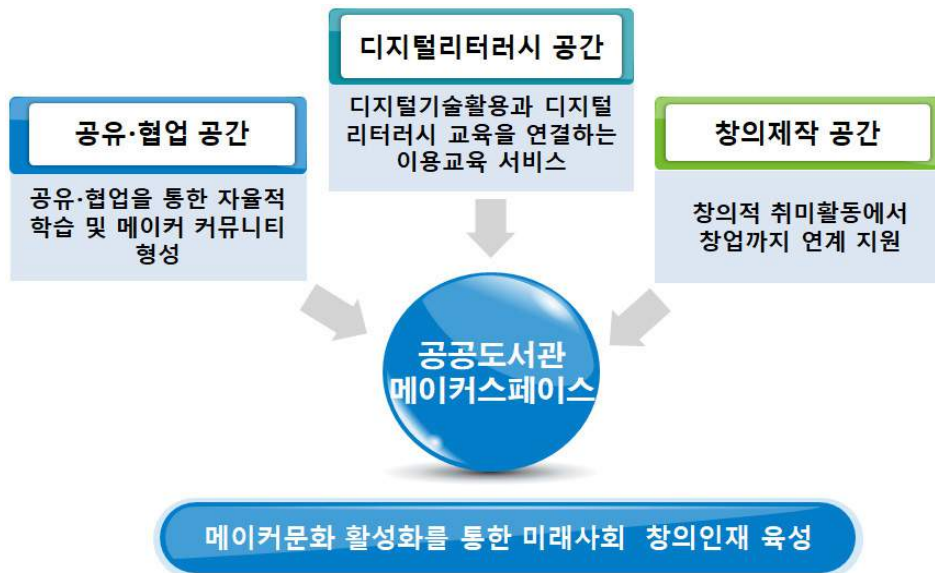 디지털리터러시 공간
디지털기술활용과 디지털
리터러시 교육을 연결하는
이용교육 서비스
공유·협업 공간
공유·협업을 통한 자율적
학습 및 메이커 커뮤니티
형성
창의제작 공간
창의적 취미활동에서
창업까지 연계 지원
공공도서관
메이커스페이스
메이커문화 활성화를 통한 미래사회 창의인재 육성